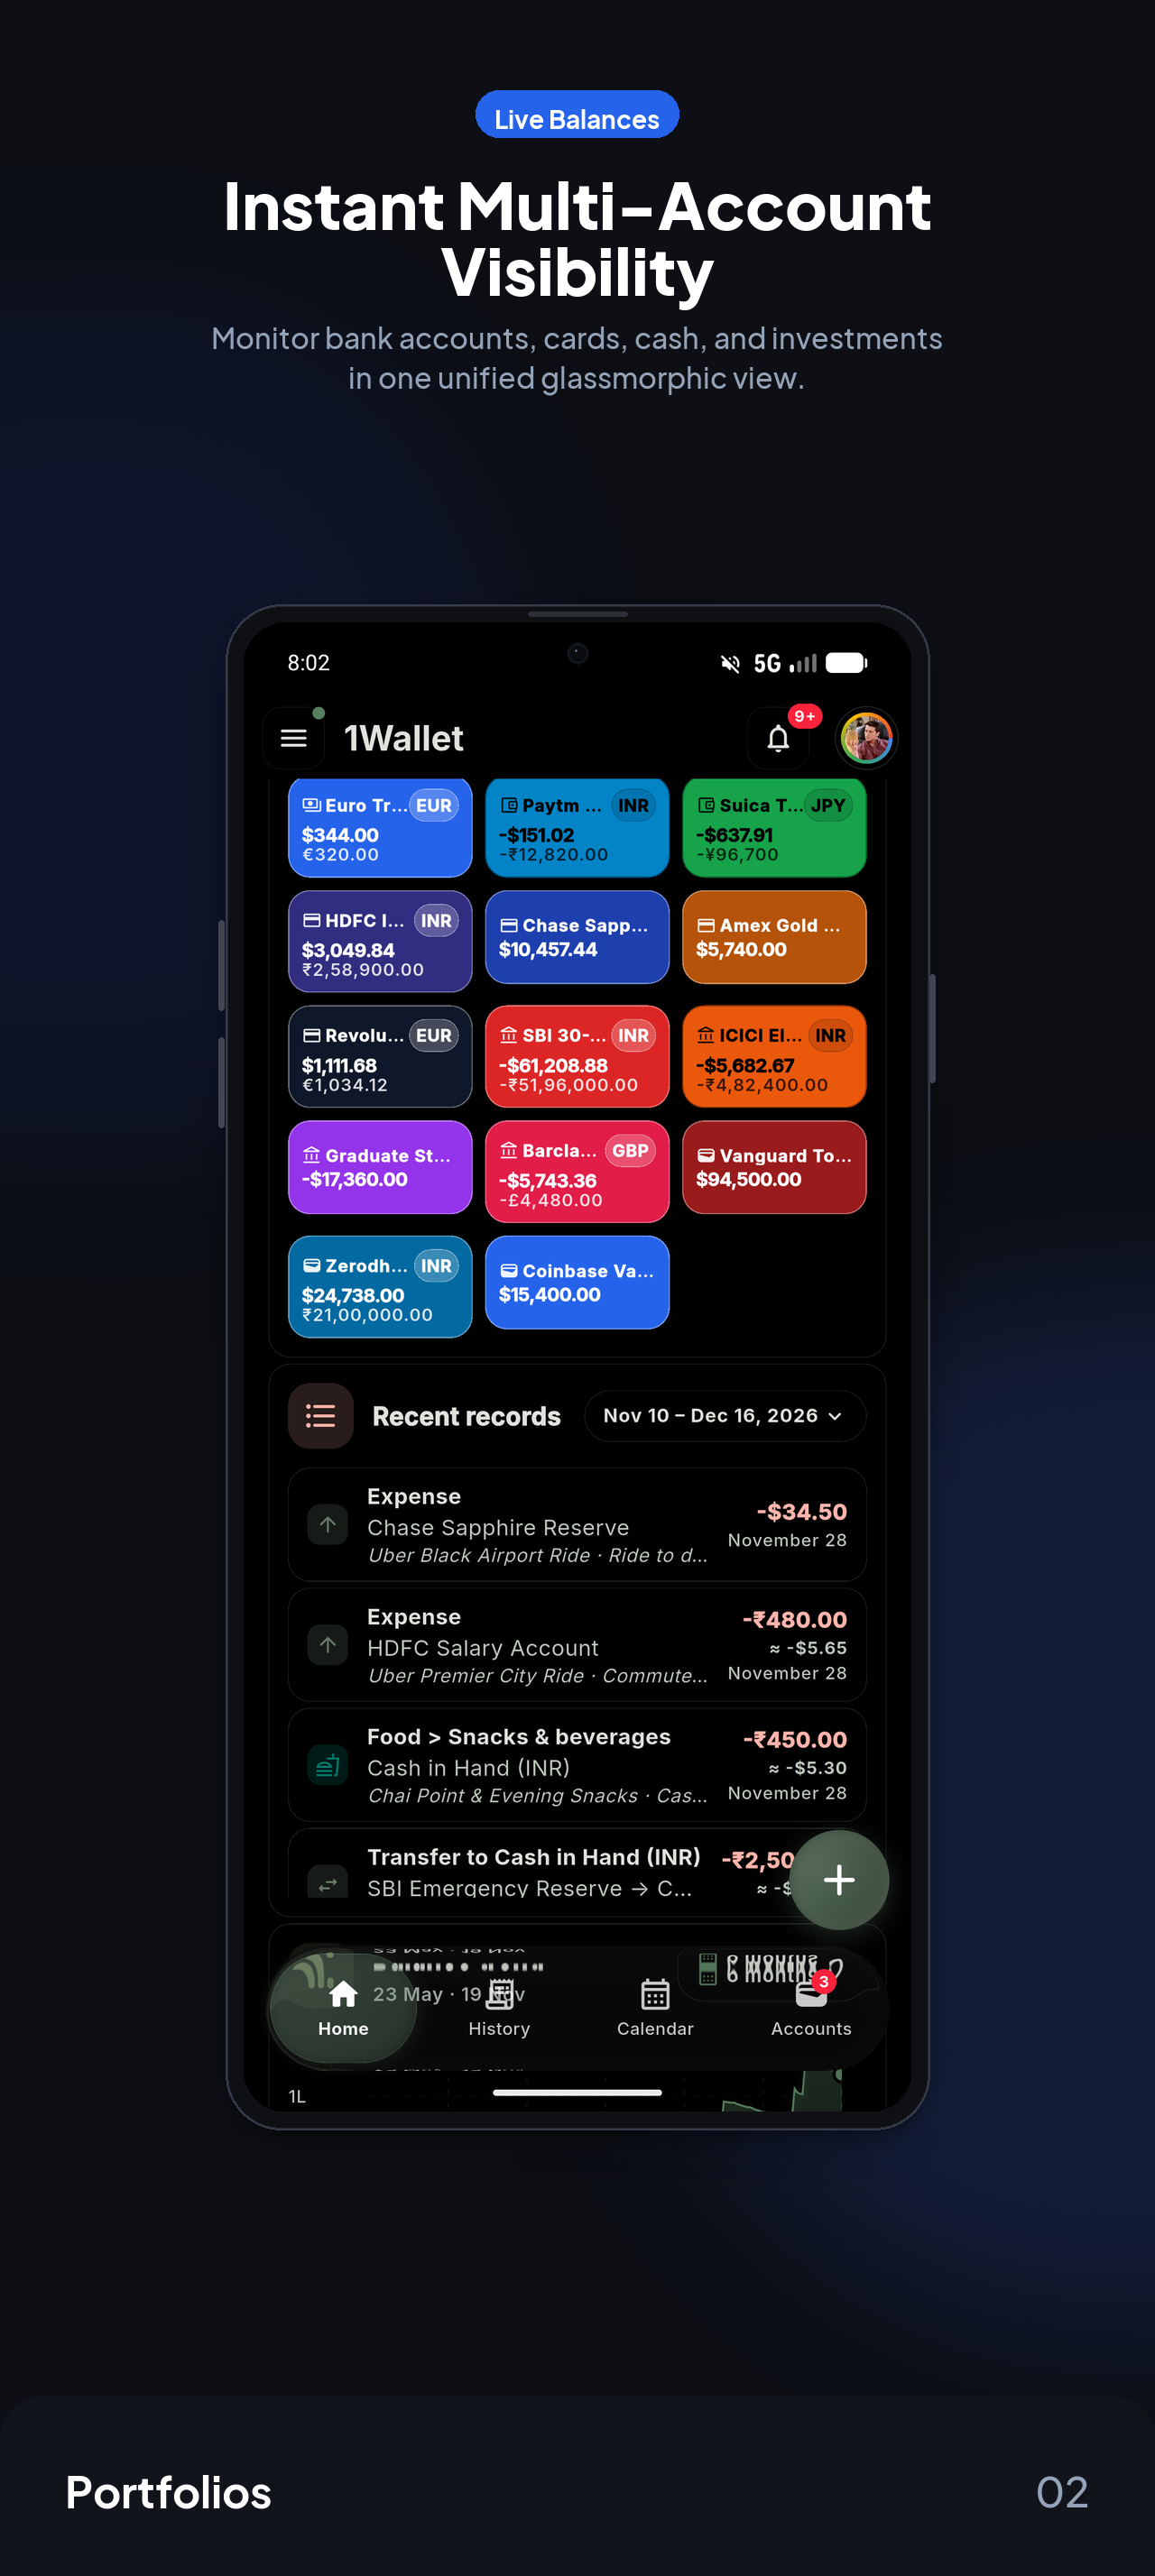 Live Balances
Instant Multi-Account
Visibility
Monitor bank accounts, cards, cash, and investments
in one unified glassmorphic view.
8:02
5G
1Wallet
9+
Euro Tr... EUR
$344.00
€320.00
Paytm ... INR
-$151.02
-₹12,820.00
Suica T... JPY
-$637.91
-¥96,700
HDFC I... INR
$3,049.84
₹2,58,900.00
Chase Sapp...
$10,457.44
Amex Gold ...
$5,740.00
Revolu... EUR
$1,111.68
€1,034.12
SBI 30-... INR
-$61,208.88
-₹51,96,000.00
ICICI El... INR
-$5,682.67
-₹4,82,400.00
Graduate St...
-$17,360.00
Barcla... GBP
-$5,743.36
-£4,480.00
Vanguard To...
$94,500.00
Zerodh... INR
$24,738.00
₹21,00,000.00
Coinbase Va...
$15,400.00
Recent records
Nov 10 – Dec 16, 2026
Expense
-$34.50
Chase Sapphire Reserve
November 28
Uber Black Airport Ride · Ride to d...
Expense
-₹480.00
HDFC Salary Account
≈ -$5.65
Uber Premier City Ride · Commute...
November 28
Food > Snacks & beverages
-₹450.00
Cash in Hand (INR)
≈ -$5.30
Chai Point & Evening Snacks · Cas...
November 28
Transfer to Cash in Hand (INR)
-₹2,50
SBI Emergency Reserve → C...
≈ -$
6 months
23 May · 19 Nov
3
Home
History
Calendar
Accounts
1L
Portfolios
02